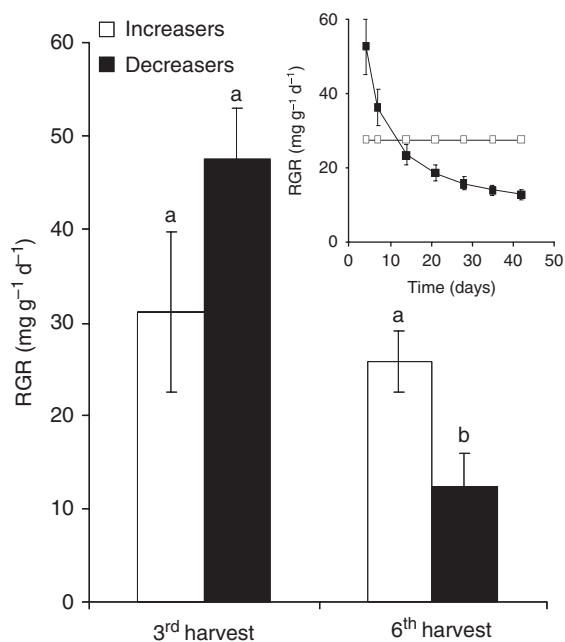 Increasers
Decreasers
RGR (mg g⁻¹ d⁻¹)
60
50
40
30
20
10
0
a
a
a
b
3rd harvest
6th harvest
RGR (mg g⁻¹ d⁻¹)
60
40
20
0
0 10 20 30 40 50
Time (days)